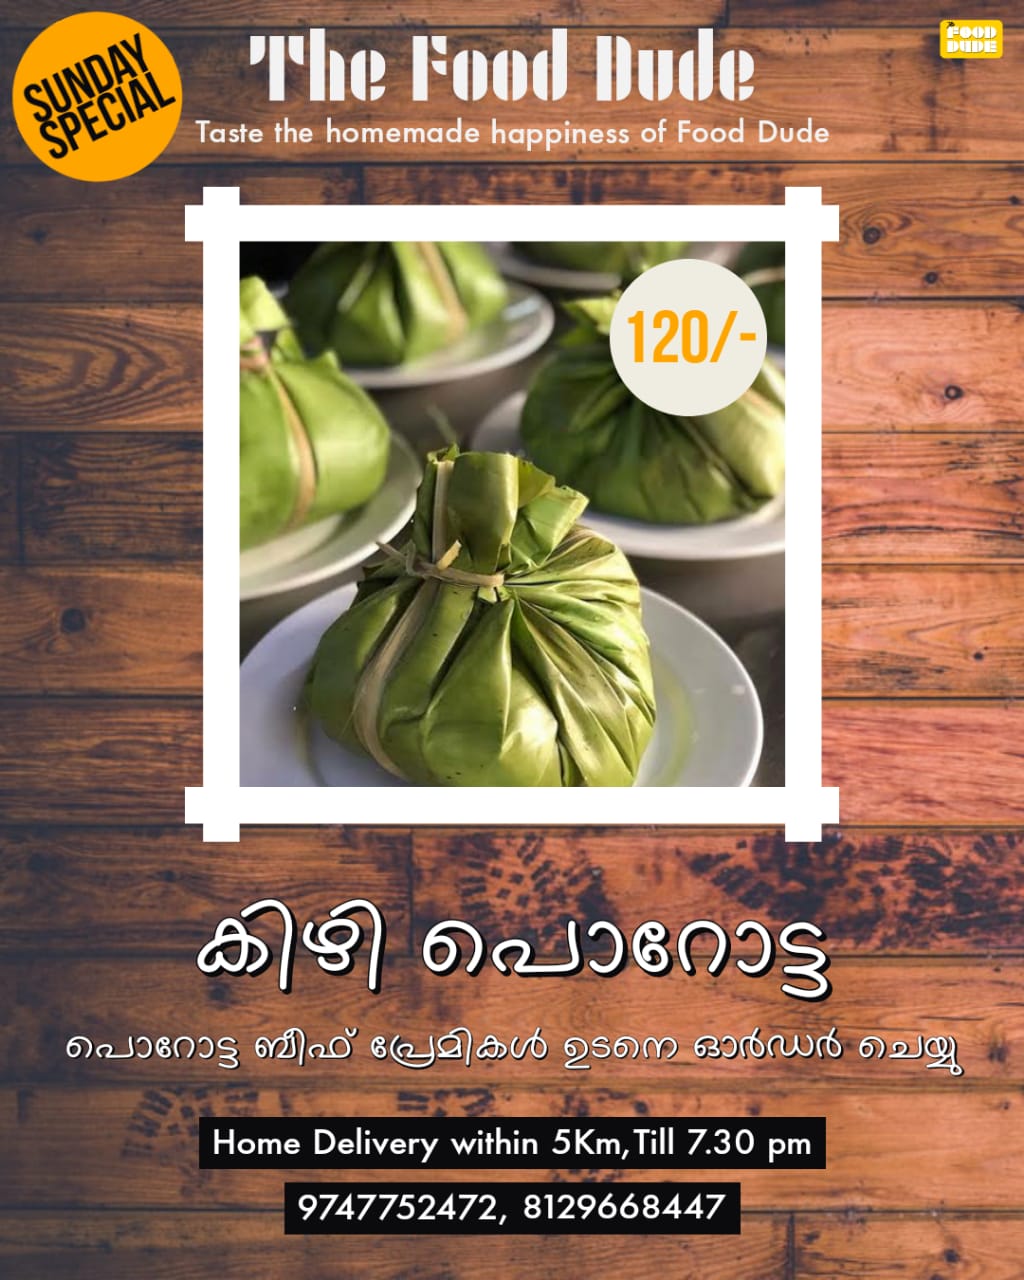 SUNDAY
SPECIAL
The Food Dude
Taste the homemade happiness of Food Dude
The
FOOD
DUDE
120/-
കിഴി പൊറോട്ട
പൊറോട്ട ബീഫ് പ്രേമികൾ ഉടനെ ഓർഡർ ചെയ്യു
Home Delivery within 5Km,Till 7.30 pm
9747752472, 8129668447